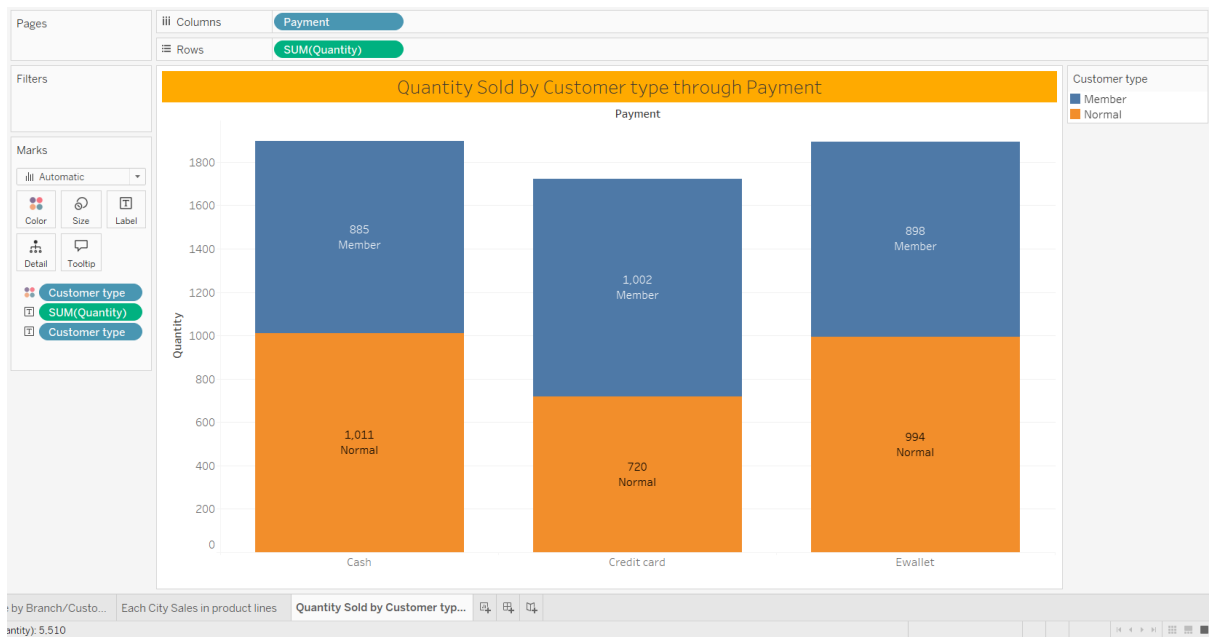 Pages
Columns
Payment
Rows
SUM(Quantity)
Filters
Marks
Automatic
Color
Size
Label
Detail
Tooltip
Customer type
SUM(Quantity)
Customer type
Quantity Sold by Customer type through Payment
Payment
Quantity
1800
1600
1400
1200
1000
800
600
400
200
0
885
Member
1,011
Normal
1,002
Member
720
Normal
898
Member
994
Normal
Cash
Credit card
Ewallet
Customer type
Member
Normal
by Branch/Custo...
Each City Sales in product lines
Quantity Sold by Customer typ...
antity): 5,510